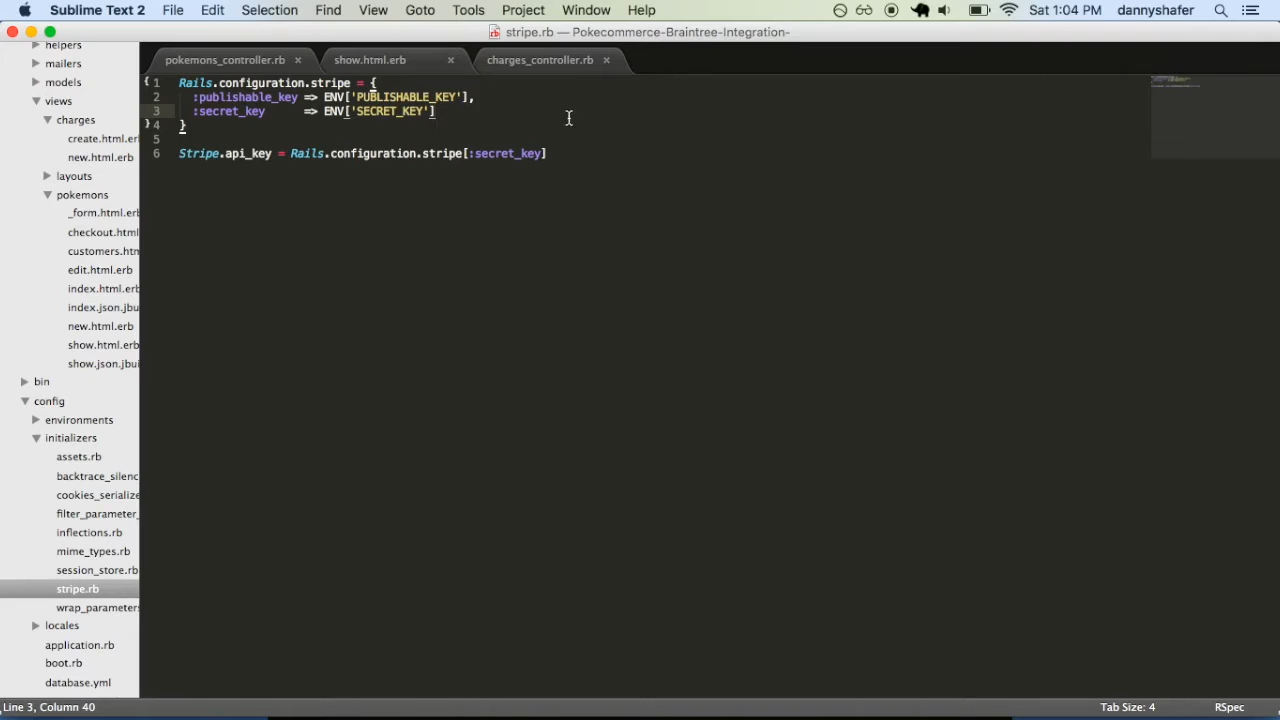 Sublime Text 2 File Edit Selection Find View Goto Tools Project Window Help Sat 1:04 PM dannyshafer
stripe.rb — Pokecommerce-Braintree-Integration-
pokemons_controller.rb × show.html.erb × charges_controller.rb ×
helpers
mailers
models
views
charges
create.html.er
new.html.erb
layouts
pokemons
_form.html.erb
checkout.html
customers.htm
edit.html.erb
index.html.erb
index.json.jbu
new.html.erb
show.html.erb
show.json.jbui
bin
config
environments
initializers
assets.rb
backtrace_silenc
cookies_serialize
filter_parameter_
inflections.rb
mime_types.rb
session_store.rb
stripe.rb
wrap_parameters
locales
application.rb
boot.rb
database.yml
1 Rails.configuration.stripe = {
2 :publishable_key => ENV['PUBLISHABLE_KEY'],
3 :secret_key => ENV['SECRET_KEY']
4 }
5
6 Stripe.api_key = Rails.configuration.stripe[:secret_key]
Line 3, Column 40 Tab Size: 4 RSpec